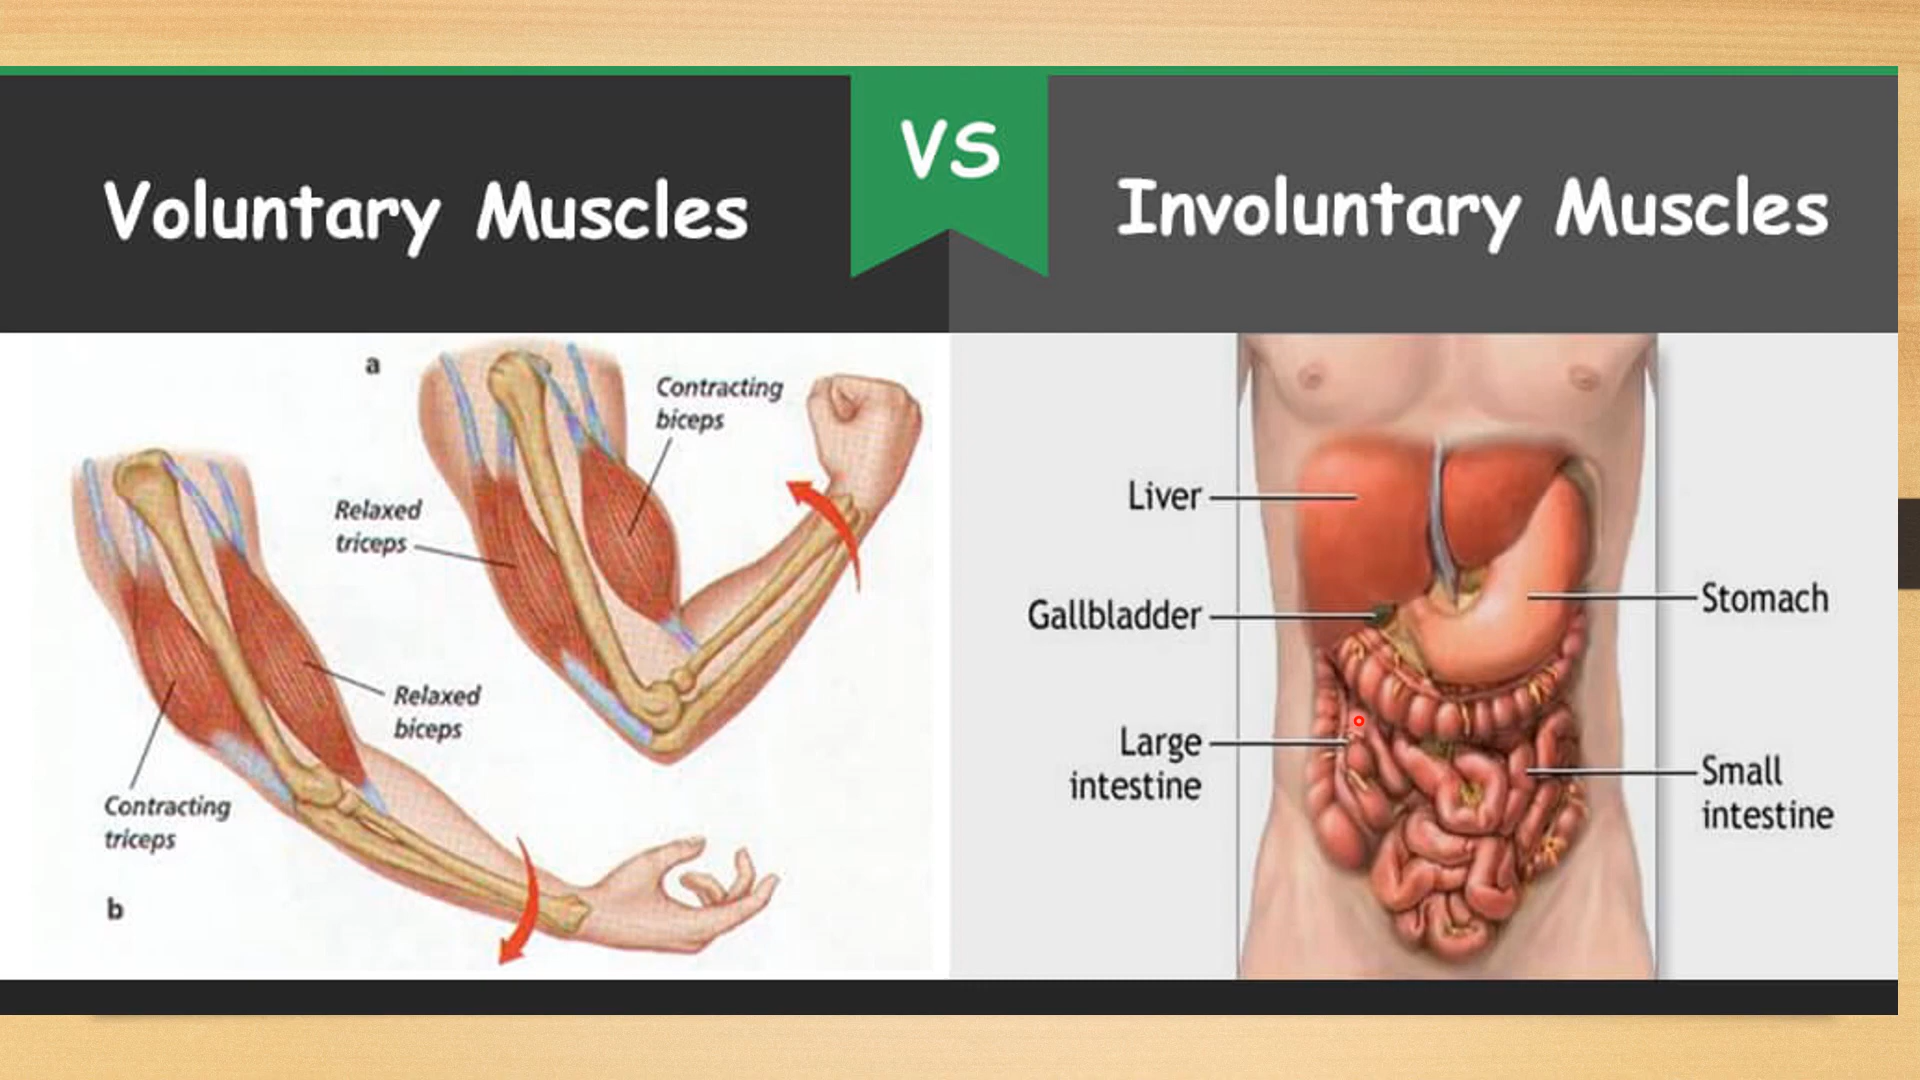 Voluntary Muscles
VS
Involuntary Muscles
a
Contracting
biceps
Relaxed
triceps
Relaxed
biceps
Contracting
triceps
b
Liver
Gallbladder
Large
intestine
Stomach
Small
intestine